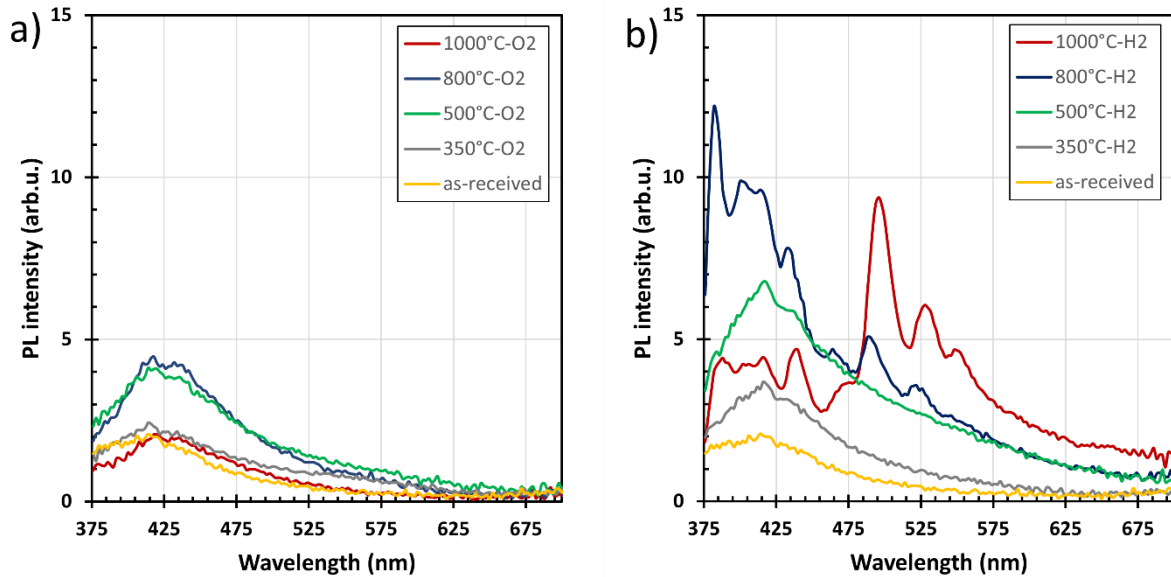 a)
PL intensity (arb.u.)
15
10
5
0
1000°C-O2
800°C-O2
500°C-O2
350°C-O2
as-received
375 425 475 525 575 625 675
Wavelength (nm)
b)
PL intensity (arb.u.)
15
10
5
0
1000°C-H2
800°C-H2
500°C-H2
350°C-H2
as-received
375 425 475 525 575 625 675
Wavelength (nm)